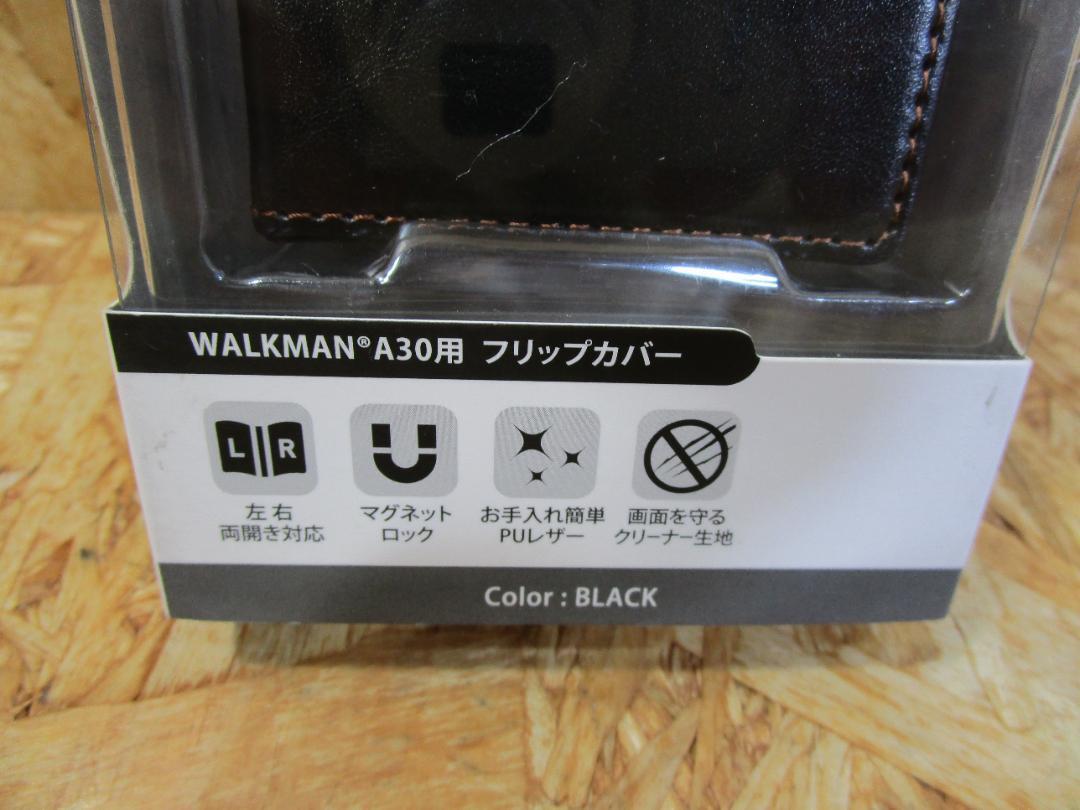 WALKMAN®A30用 フリップカバー
L R
左右
両開き対応
マグネット
ロック
お手入れ簡単
PUレザー
画面を守る
クリーナー生地
Color : BLACK